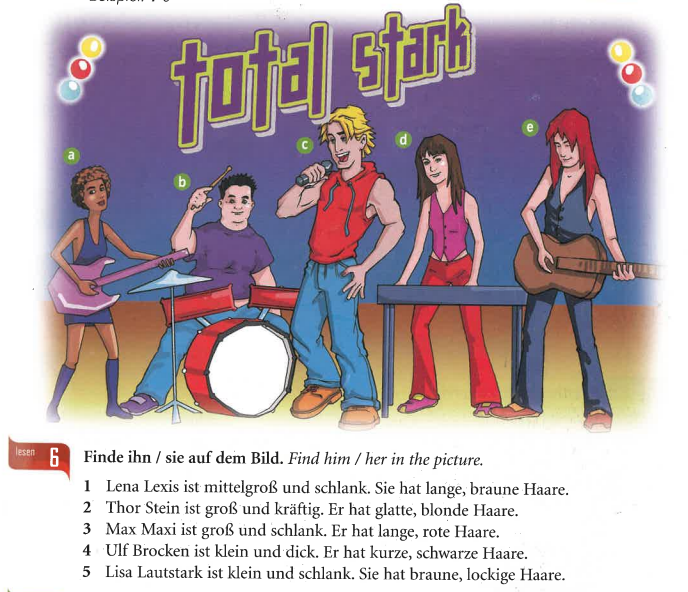 total stark
a
b
c
d
e
lesen 6
Finde ihn / sie auf dem Bild. Find him / her in the picture.
1 Lena Lexis ist mittelgroß und schlank. Sie hat lange, braune Haare.
2 Thor Stein ist groß und kräftig. Er hat glatte, blonde Haare.
3 Max Maxi ist groß und schlank. Er hat lange, rote Haare.
4 Ulf Brocken ist klein und dick. Er hat kurze, schwarze Haare.
5 Lisa Lautstark ist klein und schlank. Sie hat braune, lockige Haare.